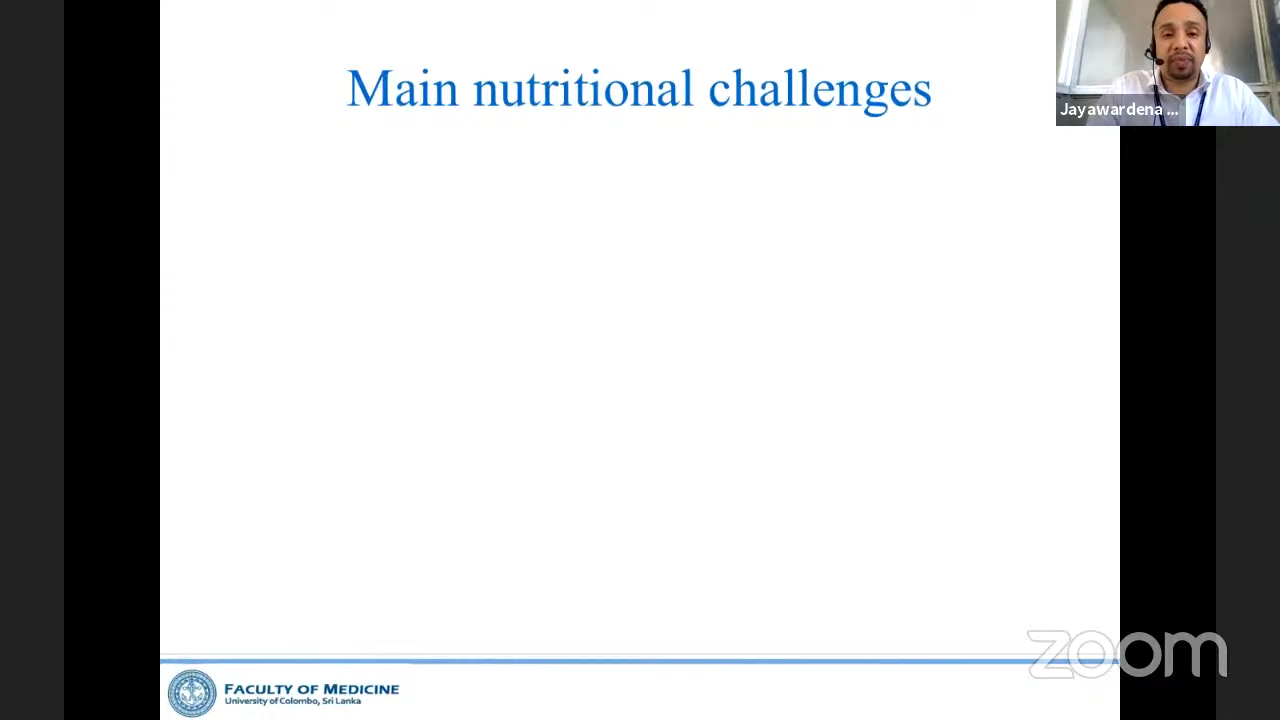 Main nutritional challenges
Jayawardena ...
zoom
FACULTY OF MEDICINE
University of Colombo, Sri Lanka